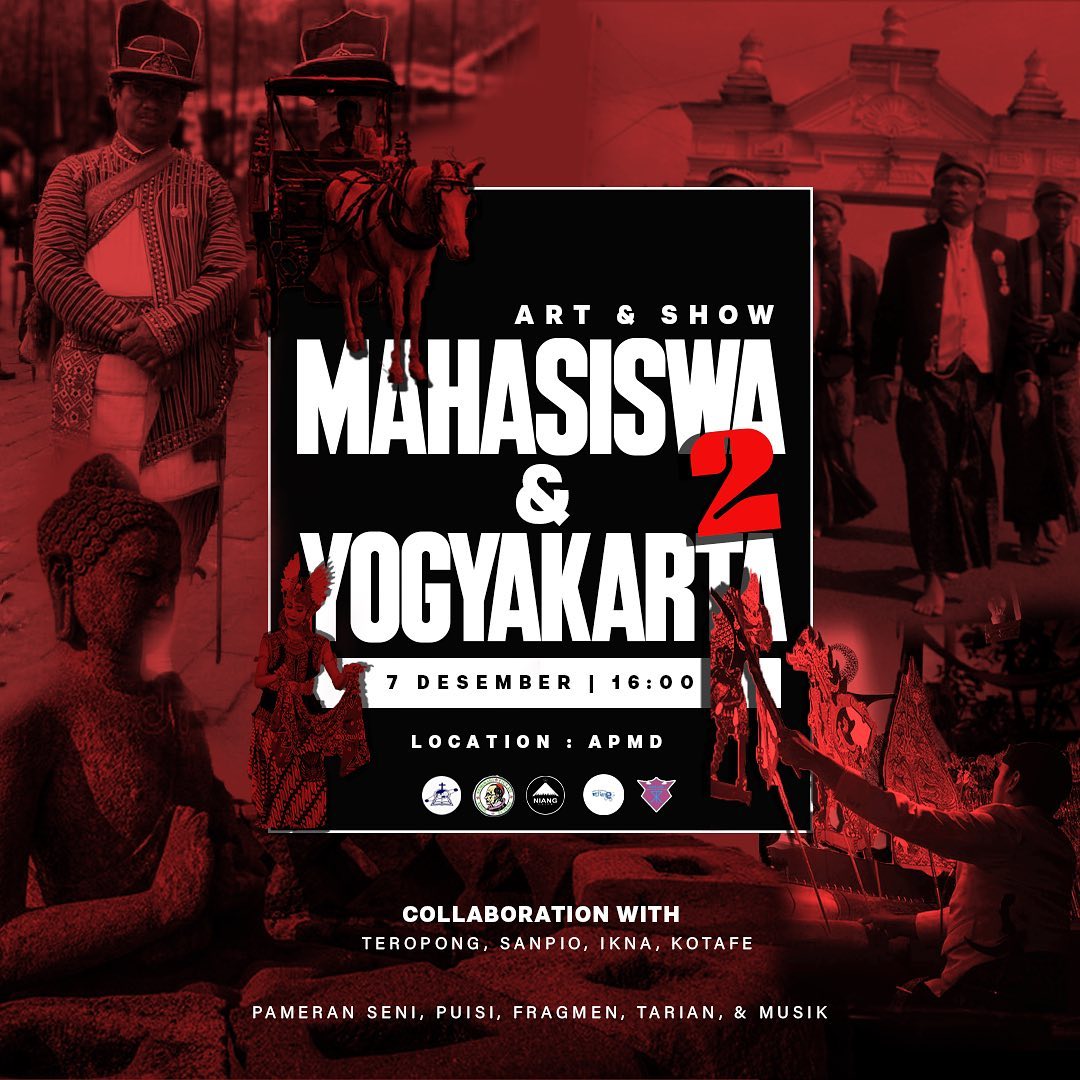 ART & SHOW
MAHASISWA
2
&
YOGYAKARTA
7 DESEMBER | 16:00
LOCATION : APMD
NIANG
COLLABORATION WITH
TEROPONG, SANPIO, IKNA, KOTAFE
PAMERAN SENI, PUISI, FRAGMEN, TARIAN, & MUSIK